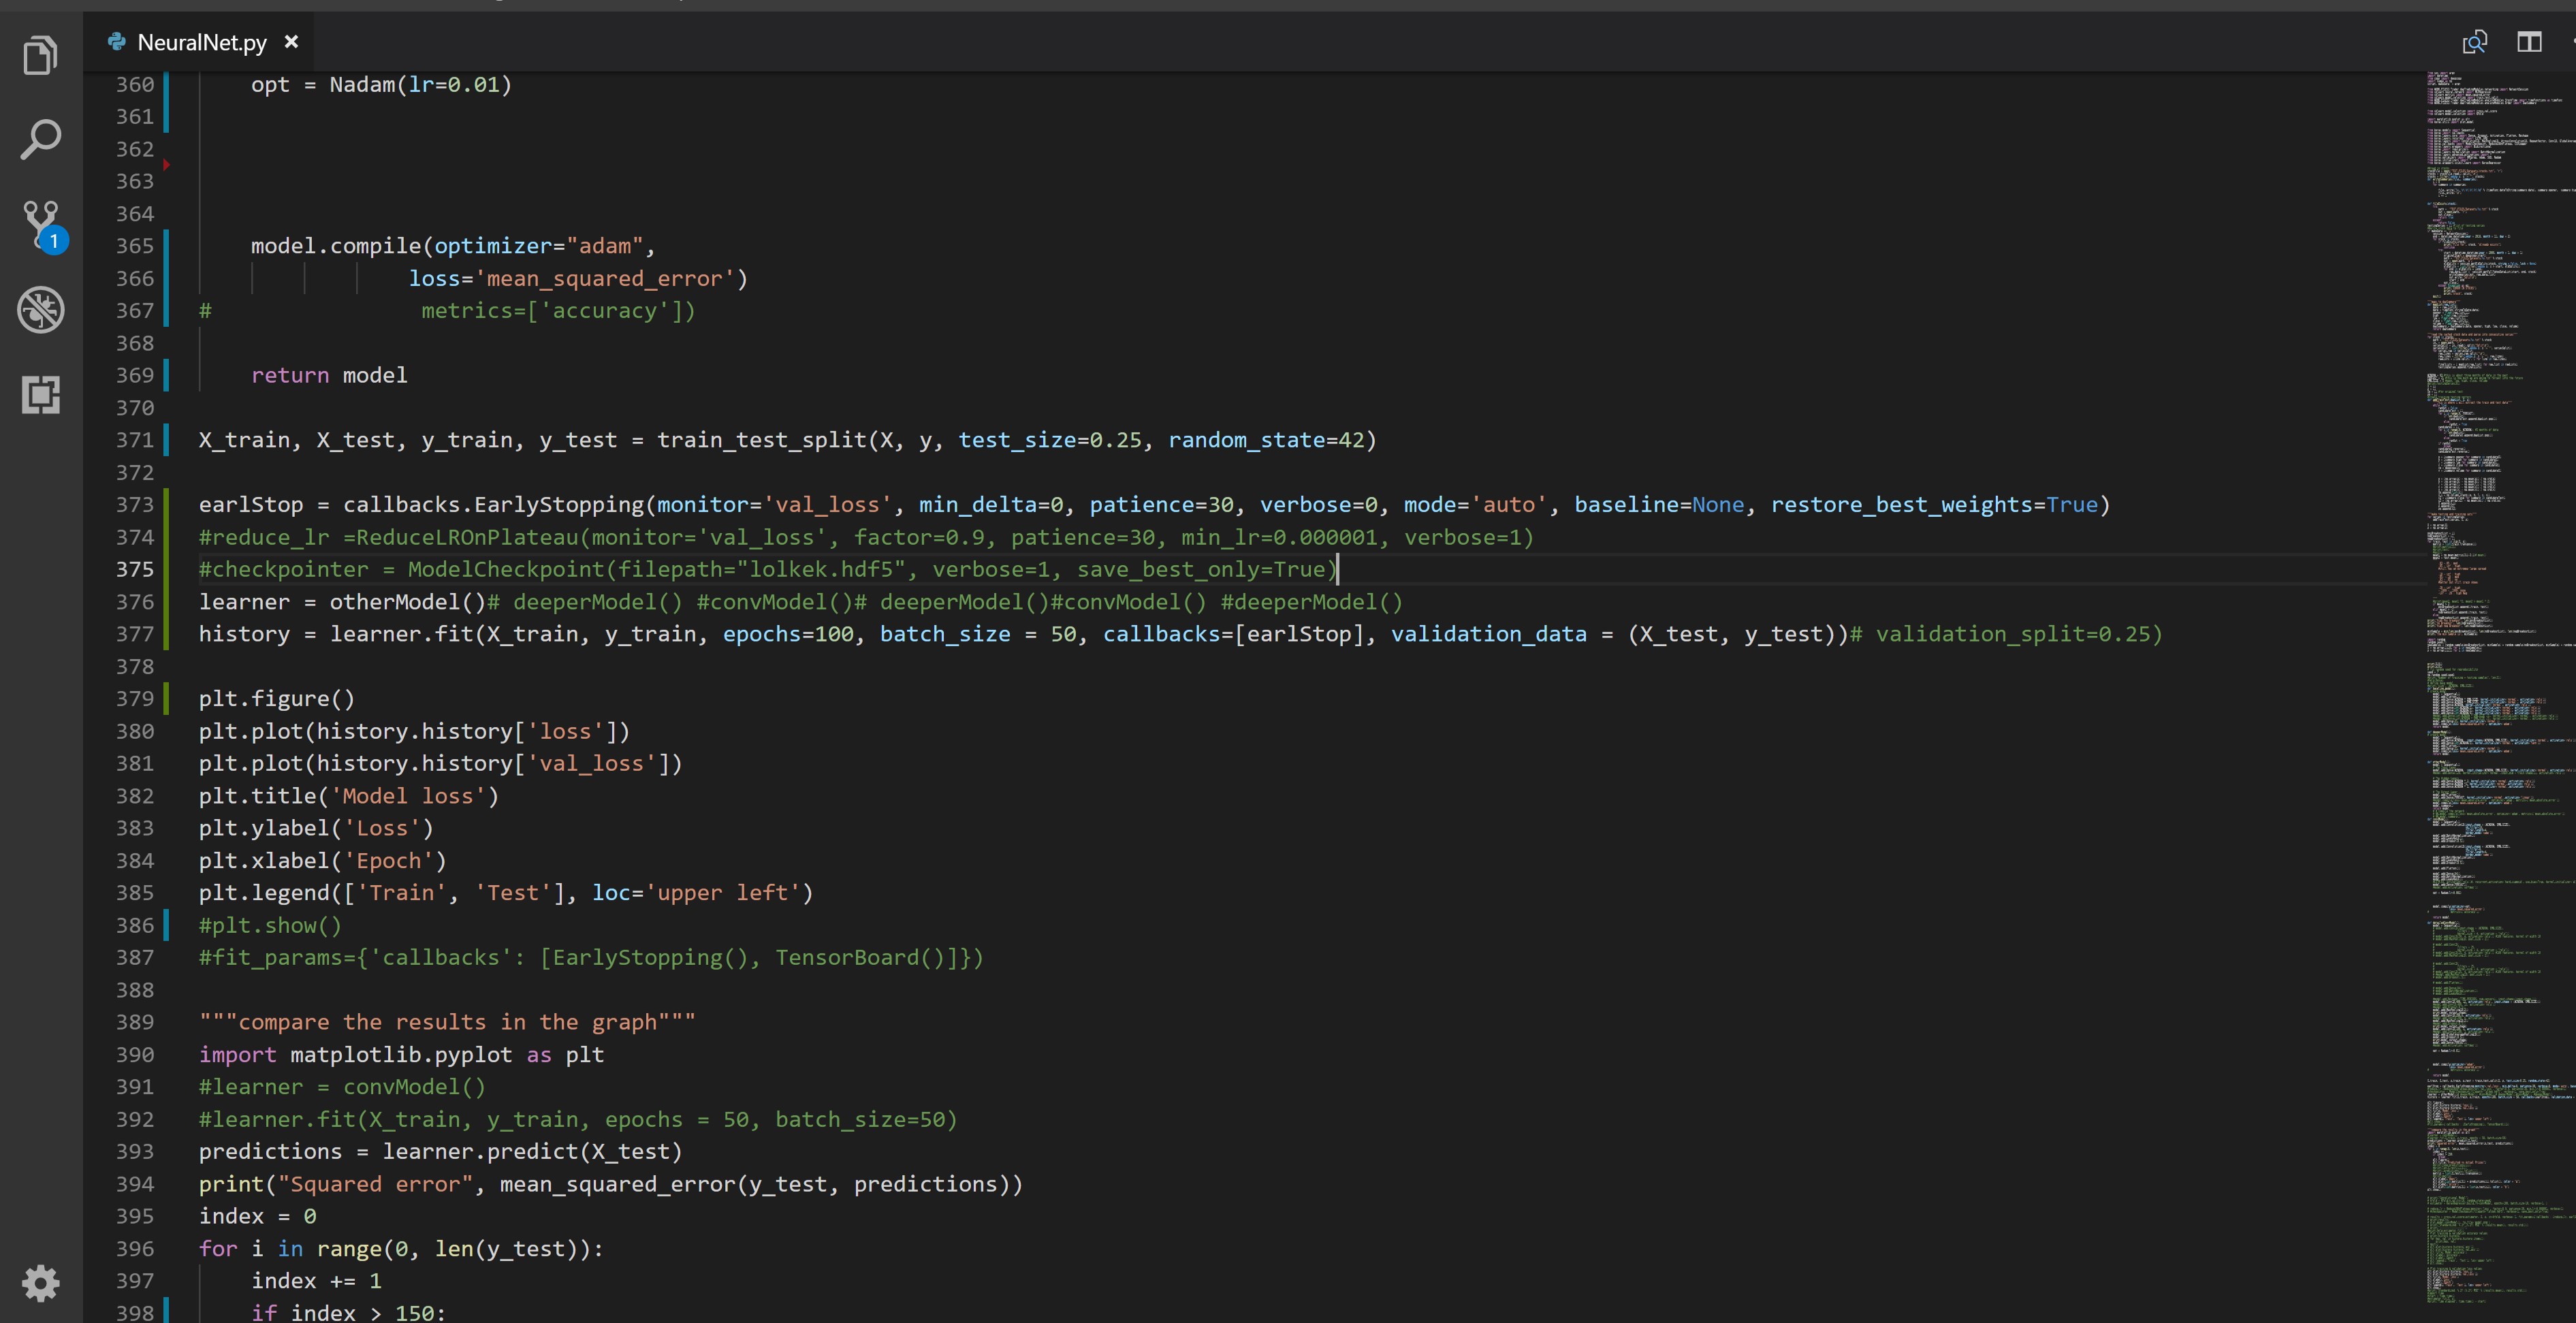 NeuralNet.py ×
1
360 opt = Nadam(lr=0.01)
361
362
363
364
365 model.compile(optimizer="adam",
366 loss='mean_squared_error')
367 # metrics=['accuracy'])
368
369 return model
370
371 X_train, X_test, y_train, y_test = train_test_split(X, y, test_size=0.25, random_state=42)
372
373 earlStop = callbacks.EarlyStopping(monitor='val_loss', min_delta=0, patience=30, verbose=0, mode='auto', baseline=None, restore_best_weights=True)
374 #reduce_lr =ReduceLROnPlateau(monitor='val_loss', factor=0.9, patience=30, min_lr=0.000001, verbose=1)
375 #checkpointer = ModelCheckpoint(filepath="lolkek.hdf5", verbose=1, save_best_only=True)
376 learner = otherModel()# deeperModel() #convModel()# deeperModel()#convModel() #deeperModel()
377 history = learner.fit(X_train, y_train, epochs=100, batch_size = 50, callbacks=[earlStop], validation_data = (X_test, y_test))# validation_split=0.25)
378
379 plt.figure()
380 plt.plot(history.history['loss'])
381 plt.plot(history.history['val_loss'])
382 plt.title('Model loss')
383 plt.ylabel('Loss')
384 plt.xlabel('Epoch')
385 plt.legend(['Train', 'Test'], loc='upper left')
386 #plt.show()
387 #fit_params={'callbacks': [EarlyStopping(), TensorBoard()]})
388
389 """compare the results in the graph"""
390 import matplotlib.pyplot as plt
391 #learner = convModel()
392 #learner.fit(X_train, y_train, epochs = 50, batch_size=50)
393 predictions = learner.predict(X_test)
394 print("Squared error", mean_squared_error(y_test, predictions))
395 index = 0
396 for i in range(0, len(y_test)):
397 index += 1
398 if index > 150: